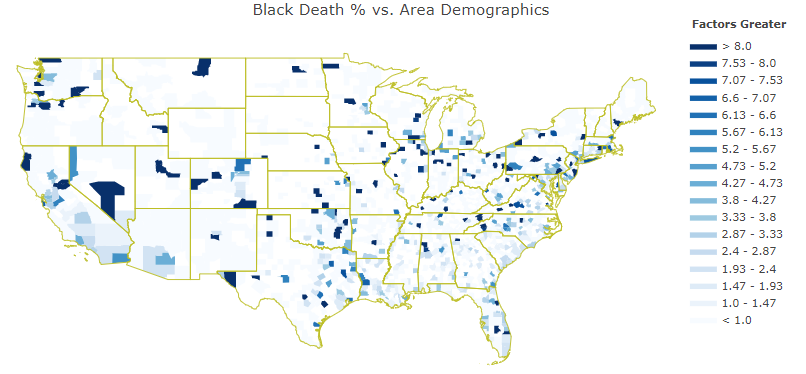 Black Death % vs. Area Demographics
Factors Greater
> 8.0
7.53 - 8.0
7.07 - 7.53
6.6 - 7.07
6.13 - 6.6
5.67 - 6.13
5.2 - 5.67
4.73 - 5.2
4.27 - 4.73
3.8 - 4.27
3.33 - 3.8
2.87 - 3.33
2.4 - 2.87
1.93 - 2.4
1.47 - 1.93
1.0 - 1.47
< 1.0